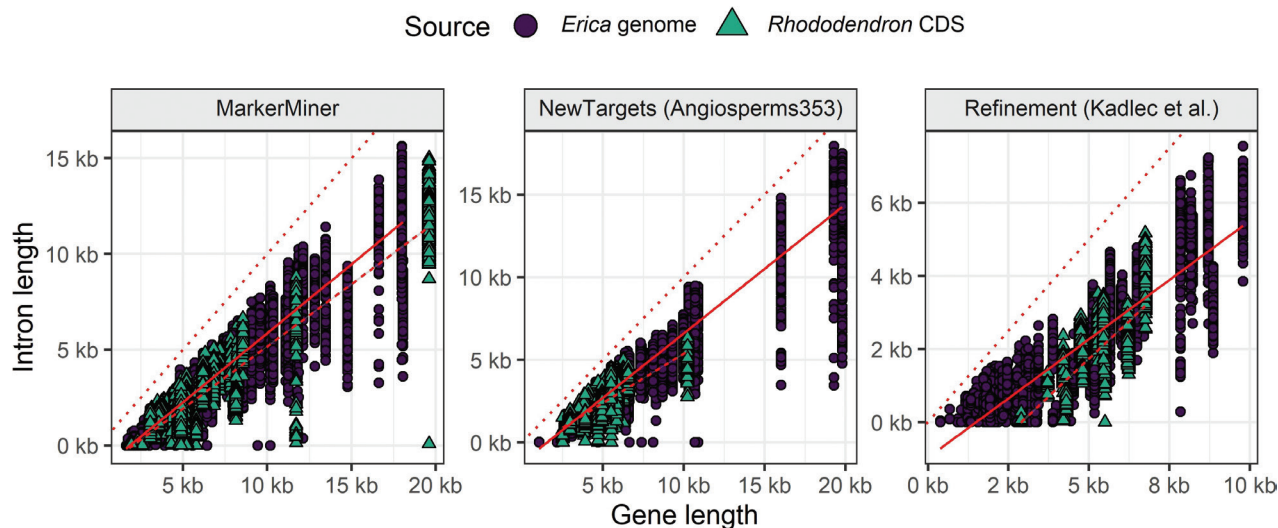 Source Erica genome Rhododendron CDS
MarkerMiner
NewTargets (Angiosperms353)
Refinement (Kadlec et al.)
Intron length
15 kb
10 kb
5 kb
0 kb
15 kb
10 kb
5 kb
0 kb
6 kb
4 kb
2 kb
0 kb
5 kb 10 kb 15 kb 20 kb
5 kb 10 kb 15 kb 20 kb
0 kb 2 kb 5 kb 8 kb 10 kb
Gene length